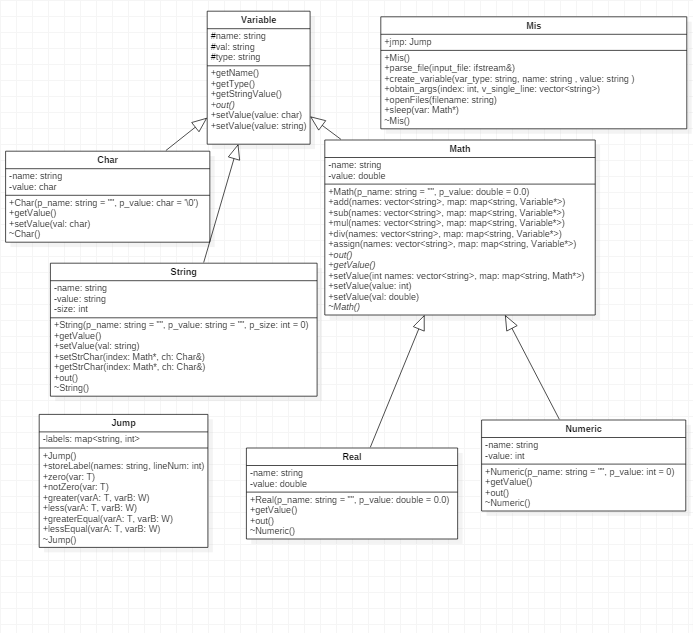 Variable
#name: string
#val: string
#type: string
+getName()
+getType()
+getStringValue()
+out()
+setValue(value: char)
+setValue(value: string)
Mis
+jmp: Jump
+Mis()
+parse_file(input_file: ifstream&)
+create_variable(var_type: string, name: string , value: string )
+obtain_args(index: int, v_single_line: vector<string>)
+openFiles(filename: string)
+sleep(var: Math*)
~Mis()
Char
-name: string
-value: char
+Char(p_name: string = "", p_value: char = '\0')
+getValue()
+setValue(val: char)
~Char()
Math
-name: string
-value: double
+Math(p_name: string = "", p_value: double = 0.0)
+add(names: vector<string>, map: map<string, Variable*>)
+sub(names: vector<string>, map: map<string, Variable*>)
+mul(names: vector<string>, map: map<string, Variable*>)
+div(names: vector<string>, map: map<string, Variable*>)
+assign(names: vector<string>, map: map<string, Variable*>)
+out()
+getValue()
+setValue(int names: vector<string>, map: map<string, Math*>)
+setValue(val: int)
+setValue(val: double)
~Math()
String
-name: string
-value: string
-size: int
+String(p_name: string = "", p_value: string = "", p_size: int = 0)
+getValue()
+setValue(val: string)
+setStrChar(index: Math*, ch: Char&)
+getStrChar(index: Math*, ch: Char&)
+out()
~String()
Jump
-labels: map<string, int>
+Jump()
+storeLabel(names: string, lineNum: int)
+zero(var: T)
+notZero(var: T)
+greater(varA: T, varB: W)
+less(varA: T, varB: W)
+greaterEqual(varA: T, varB: W)
+lessEqual(varA: T, varB: W)
~Jump()
Real
-name: string
-value: double
+Real(p_name: string = "", p_value: double = 0.0)
+getValue()
+out()
~Numeric()
Numeric
-name: string
-value: int
+Numeric(p_name: string = "", p_value: int = 0)
+getValue()
+out()
~Numeric()